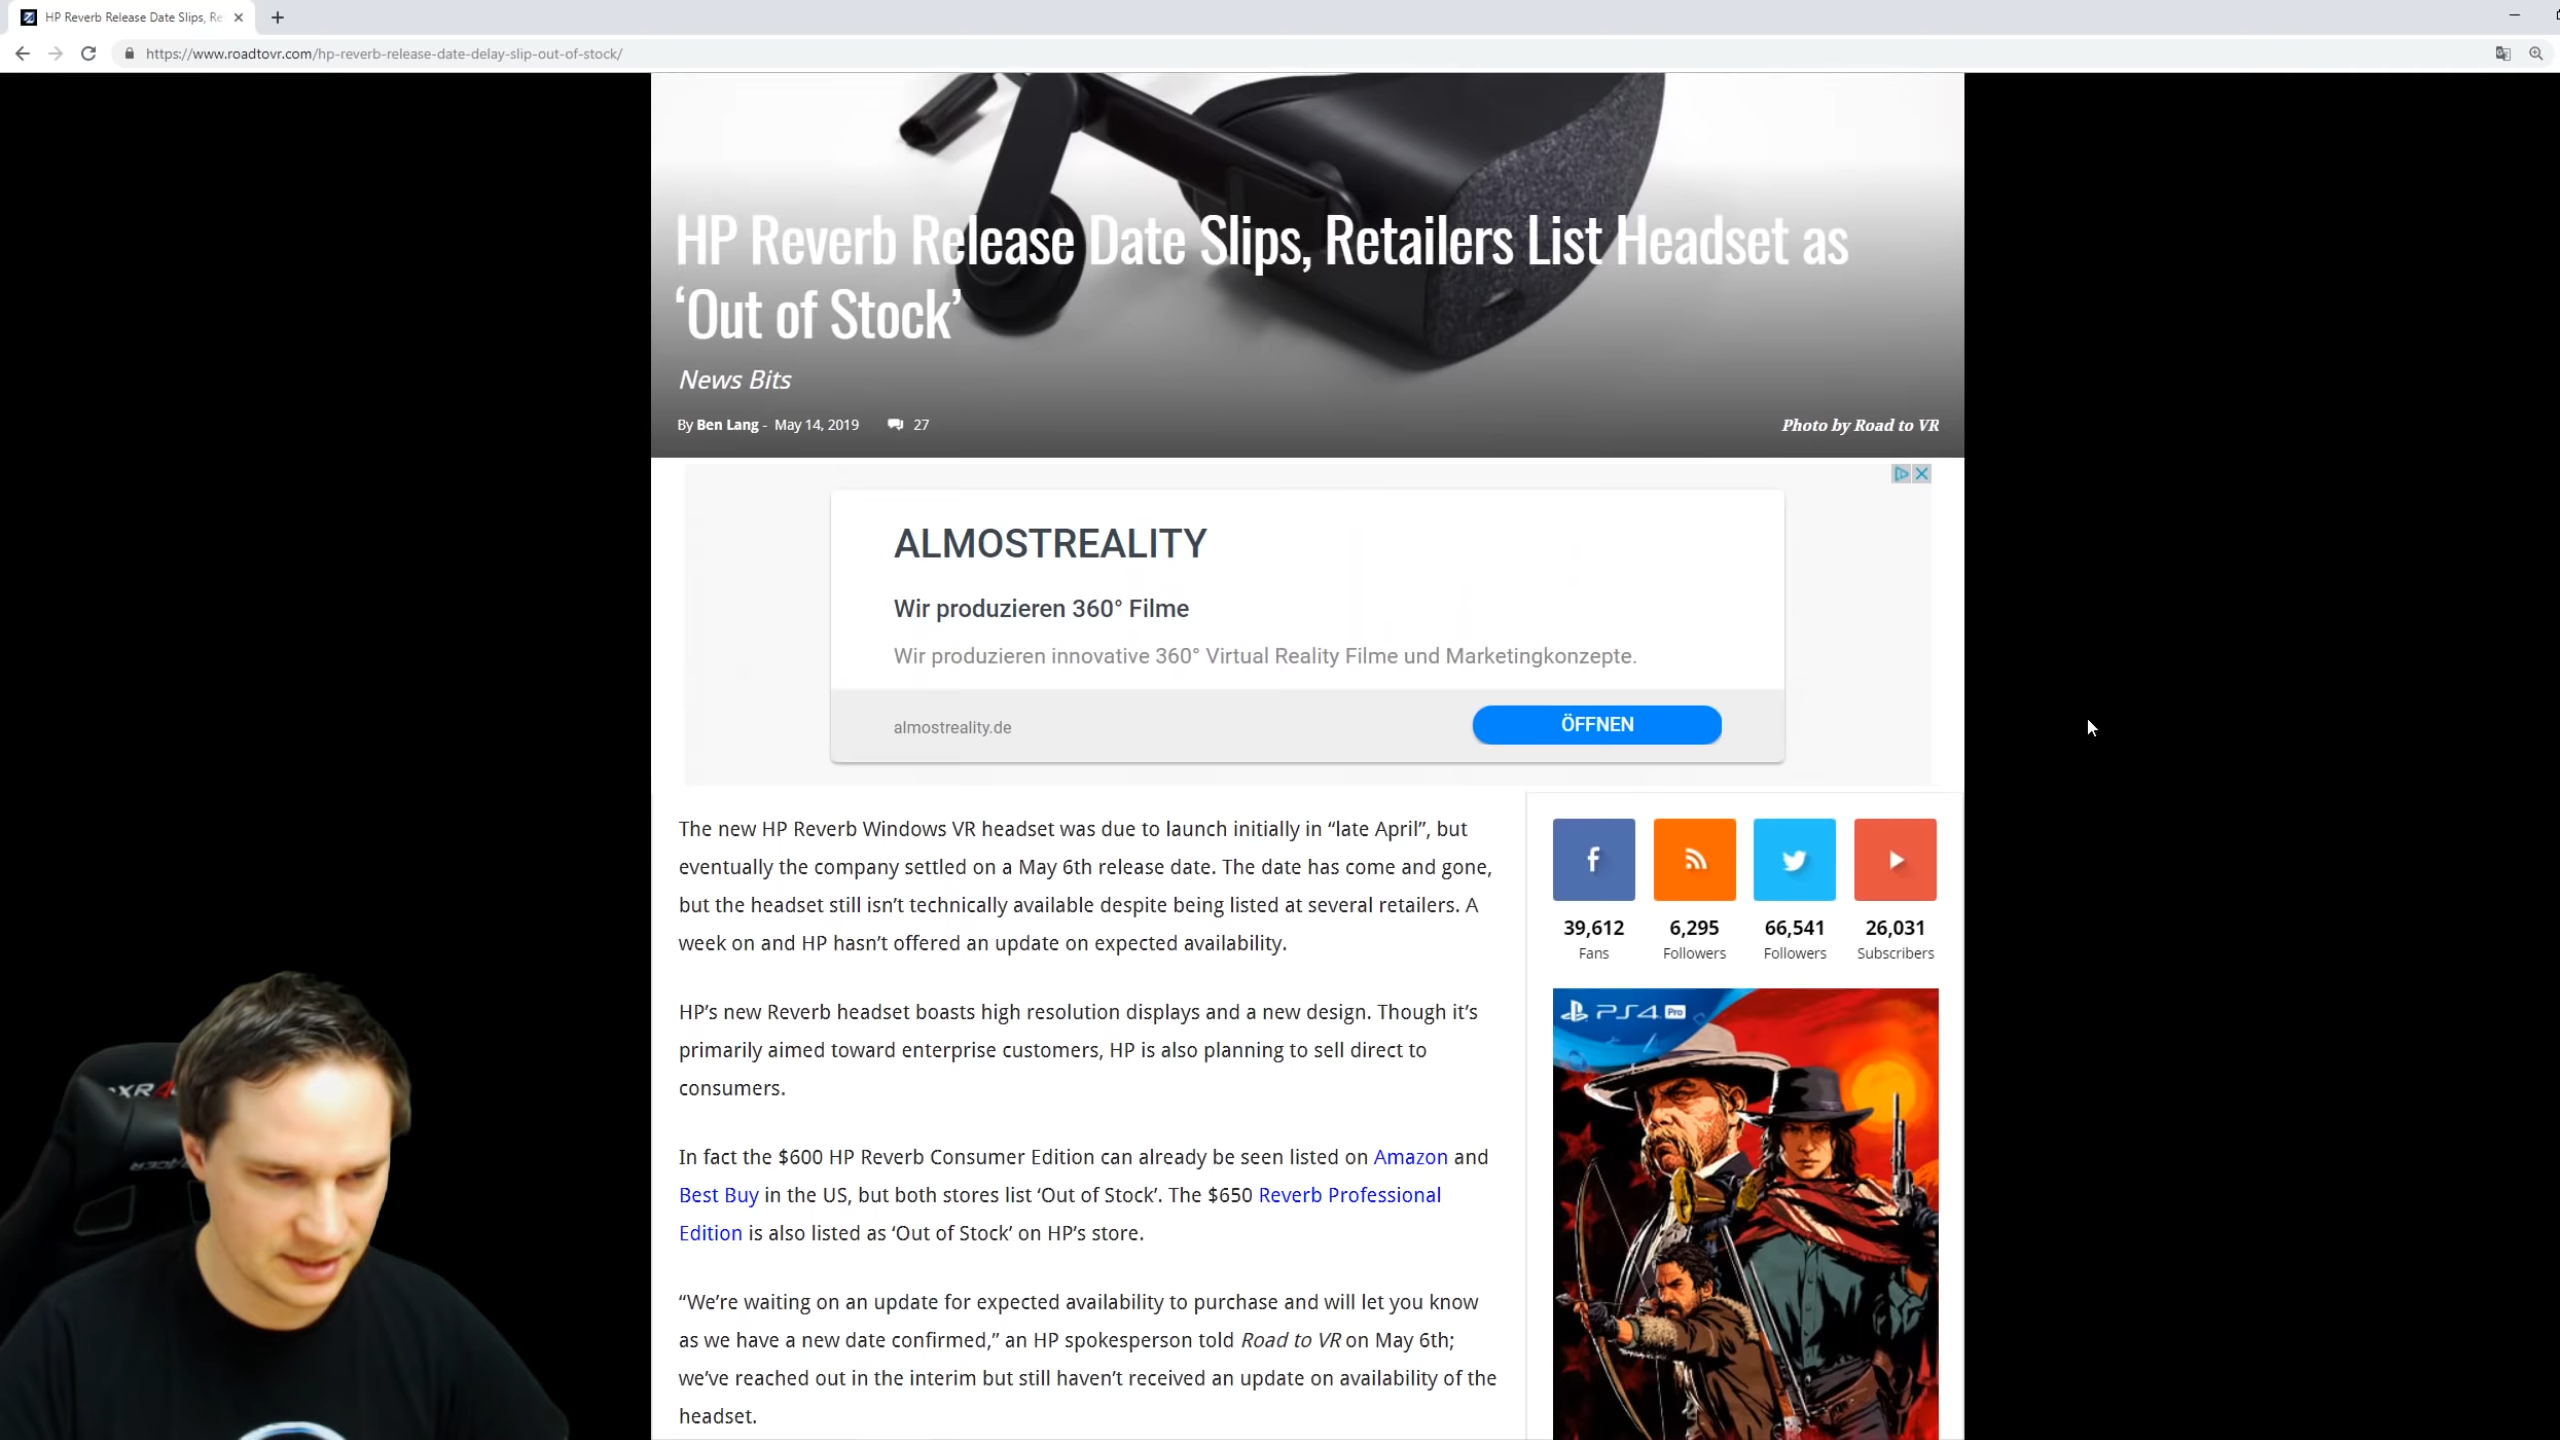 HP Reverb Release Date Slips, Re
https://www.roadtovr.com/hp-reverb-release-date-delay-slip-out-of-stock/
HP Reverb Release Date Slips, Retailers List Headset as
‘Out of Stock’
News Bits
By Ben Lang - May 14, 2019 27
Photo by Road to VR
ALMOSTREALITY
Wir produzieren 360° Filme
Wir produzieren innovative 360° Virtual Reality Filme und Marketingkonzepte.
almostreality.de
ÖFFNEN
The new HP Reverb Windows VR headset was due to launch initially in “late April”, but
eventually the company settled on a May 6th release date. The date has come and gone,
but the headset still isn’t technically available despite being listed at several retailers. A
week on and HP hasn’t offered an update on expected availability.
HP’s new Reverb headset boasts high resolution displays and a new design. Though it’s
primarily aimed toward enterprise customers, HP is also planning to sell direct to
consumers.
In fact the $600 HP Reverb Consumer Edition can already be seen listed on Amazon and
Best Buy in the US, but both stores list ‘Out of Stock’. The $650 Reverb Professional
Edition is also listed as ‘Out of Stock’ on HP’s store.
“We’re waiting on an update for expected availability to purchase and will let you know
as we have a new date confirmed,” an HP spokesperson told Road to VR on May 6th;
we’ve reached out in the interim but still haven’t received an update on availability of the
headset.
39,612 6,295 66,541 26,031
Fans Followers Followers Subscribers
PS4 Pro